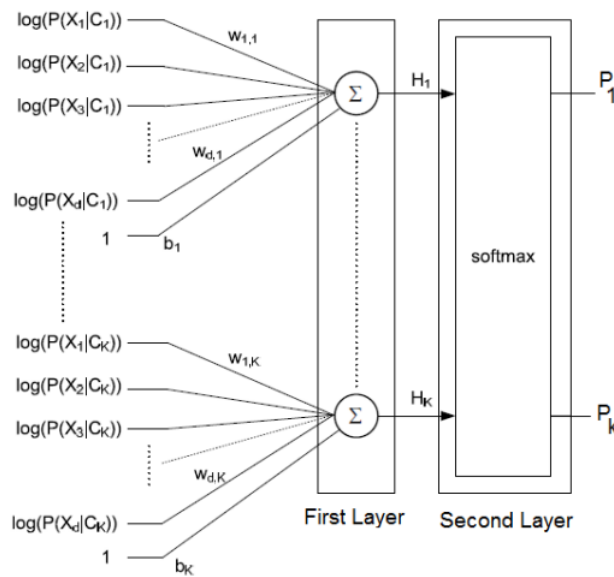 log(P(X1|C1))
w1,1
log(P(X2|C1))
log(P(X3|C1))
Σ
H1
P1
wd,1
log(P(Xd|C1))
1
b1
softmax
log(P(X1|CK))
w1,K
log(P(X2|CK))
log(P(X3|CK))
Σ
HK
Pk
wd,K
log(P(Xd|CK))
1
bK
First Layer
Second Layer